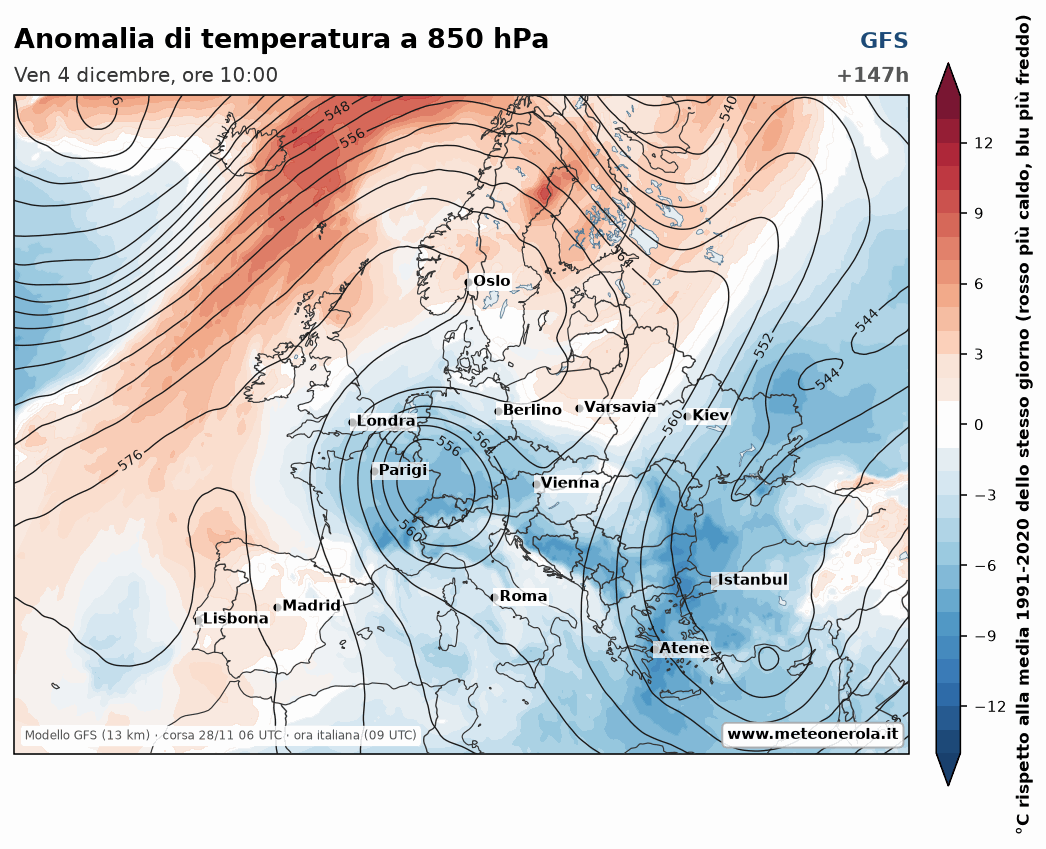 Anomalia di temperatura a 850 hPa
GFS
Ven 4 dicembre, ore 10:00
+147h
548
556
540
Oslo
544
552
544
Londra
Berlino
Varsavia
560
Kiev
576
556
564
Parigi
Vienna
560
Istanbul
Madrid
Roma
Lisbona
Atene
Modello GFS (13 km) · corsa 28/11 06 UTC · ora italiana (09 UTC)
www.meteonerola.it
12
9
6
3
0
−3
−6
−9
−12
°C rispetto alla media 1991-2020 dello stesso giorno (rosso più caldo, blu più freddo)